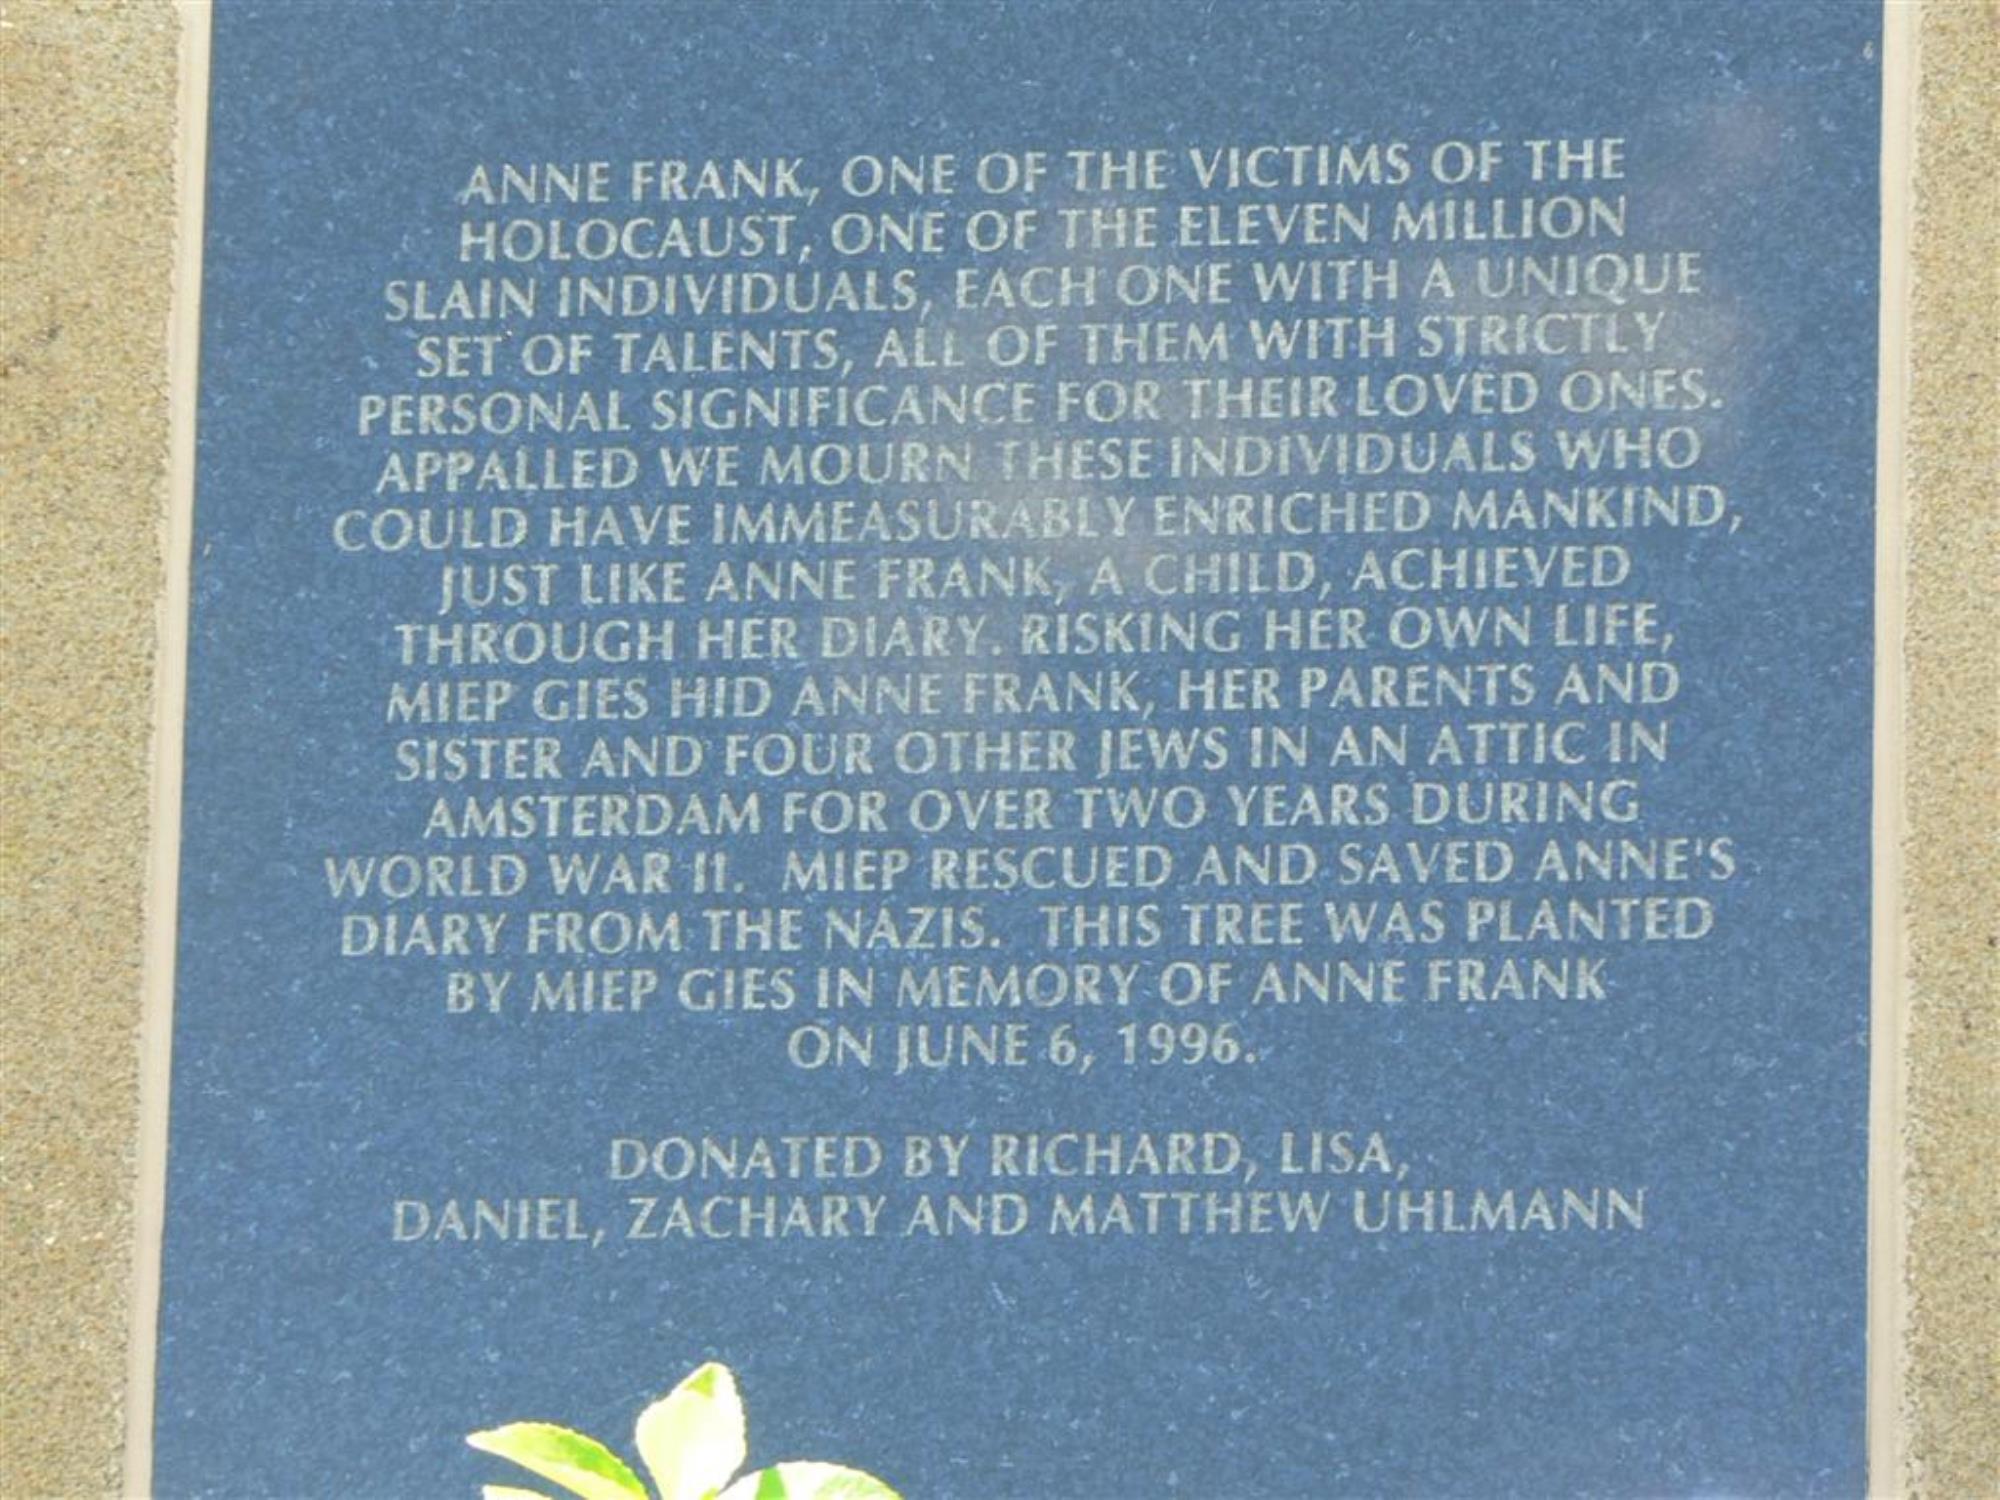 ANNE FRANK, ONE OF THE VICTIMS OF THE
HOLOCAUST, ONE OF THE ELEVEN MILLION
SLAIN INDIVIDUALS, EACH ONE WITH A UNIQUE
SET OF TALENTS, ALL OF THEM WITH STRICTLY
PERSONAL SIGNIFICANCE FOR THEIR LOVED ONES.
APPALLED WE MOURN THESE INDIVIDUALS WHO
COULD HAVE IMMEASURABLY ENRICHED MANKIND,
JUST LIKE ANNE FRANK, A CHILD, ACHIEVED
THROUGH HER DIARY. RISKING HER OWN LIFE,
MIEP GIES HID ANNE FRANK, HER PARENTS AND
SISTER AND FOUR OTHER JEWS IN AN ATTIC IN
AMSTERDAM FOR OVER TWO YEARS DURING
WORLD WAR II. MIEP RESCUED AND SAVED ANNE'S
DIARY FROM THE NAZIS. THIS TREE WAS PLANTED
BY MIEP GIES IN MEMORY OF ANNE FRANK
ON JUNE 6, 1996.
DONATED BY RICHARD, LISA,
DANIEL, ZACHARY AND MATTHEW UHLMANN